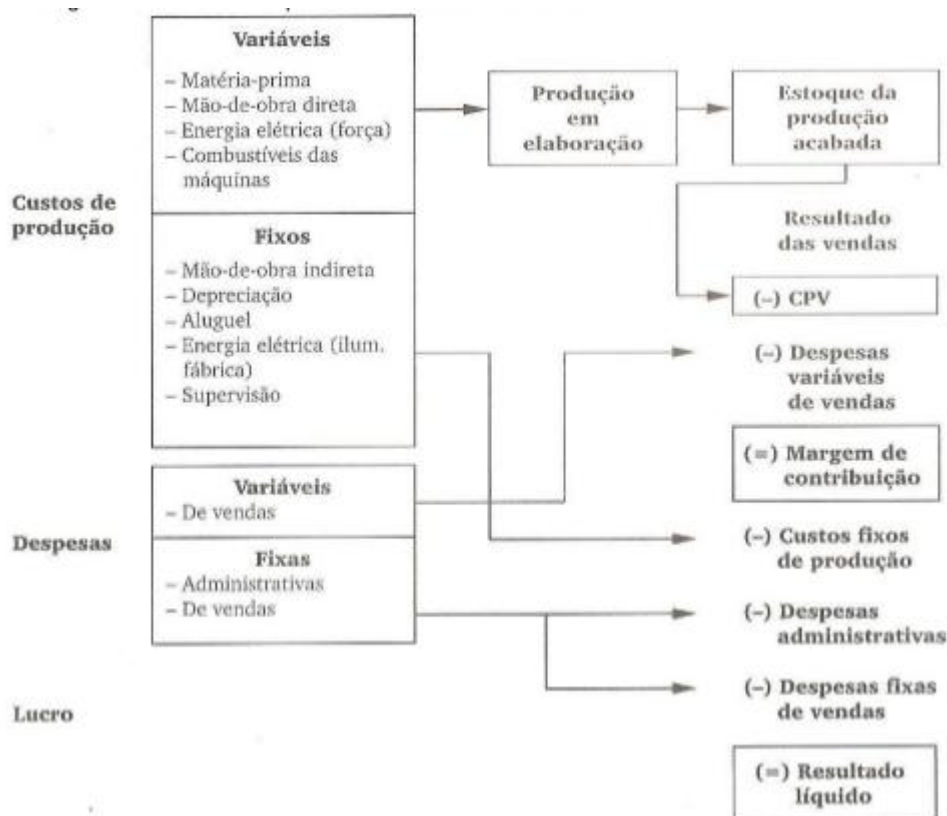 Variáveis
– Matéria-prima
– Mão-de-obra direta
– Energia elétrica (força)
– Combustíveis das
máquinas
Produção
em
elaboração
Estoque da
produção
acabada
Custos de
produção
Fixos
– Mão-de-obra indireta
– Depreciação
– Aluguel
– Energia elétrica (ilum.
fábrica)
– Supervisão
Resultado
das vendas
(–) CPV
(–) Despesas
variáveis
de vendas
(=) Margem de
contribuição
Despesas
Variáveis
– De vendas
Fixas
– Administrativas
– De vendas
(–) Custos fixos
de produção
(–) Despesas
administrativas
(–) Despesas fixas
de vendas
Lucro
(=) Resultado
líquido